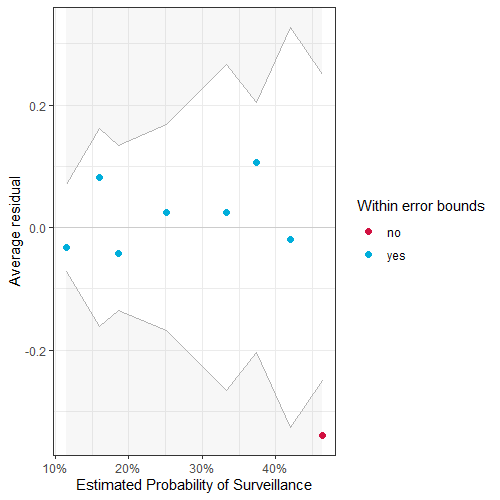 0.2
0.0
-0.2
Average residual
10%
20%
30%
40%
Estimated Probability of Surveillance
Within error bounds
no
yes